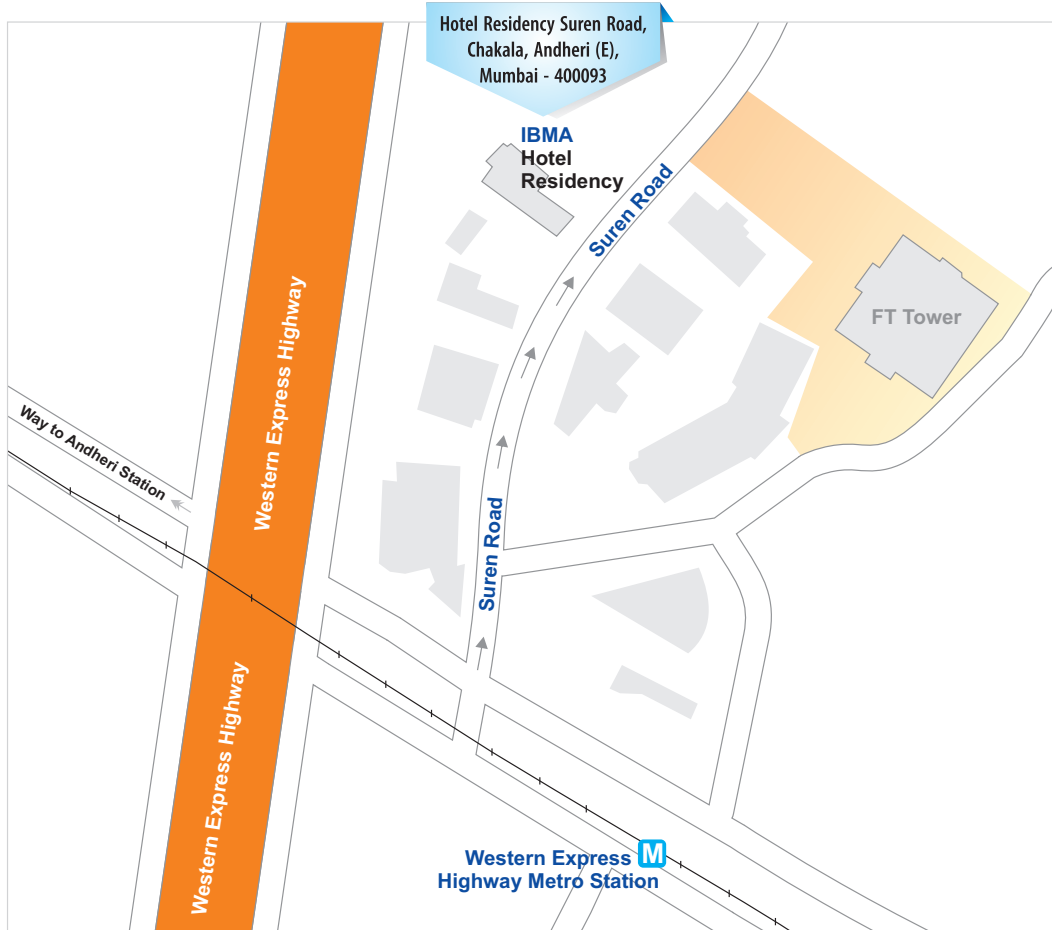 Hotel Residency Suren Road,
Chakala, Andheri (E),
Mumbai - 400093
IBMA
Hotel
Residency
Suren Road
FT Tower
Western Express Highway
Way to Andheri Station
Suren Road
Western Express Highway
Western Express M
Highway Metro Station